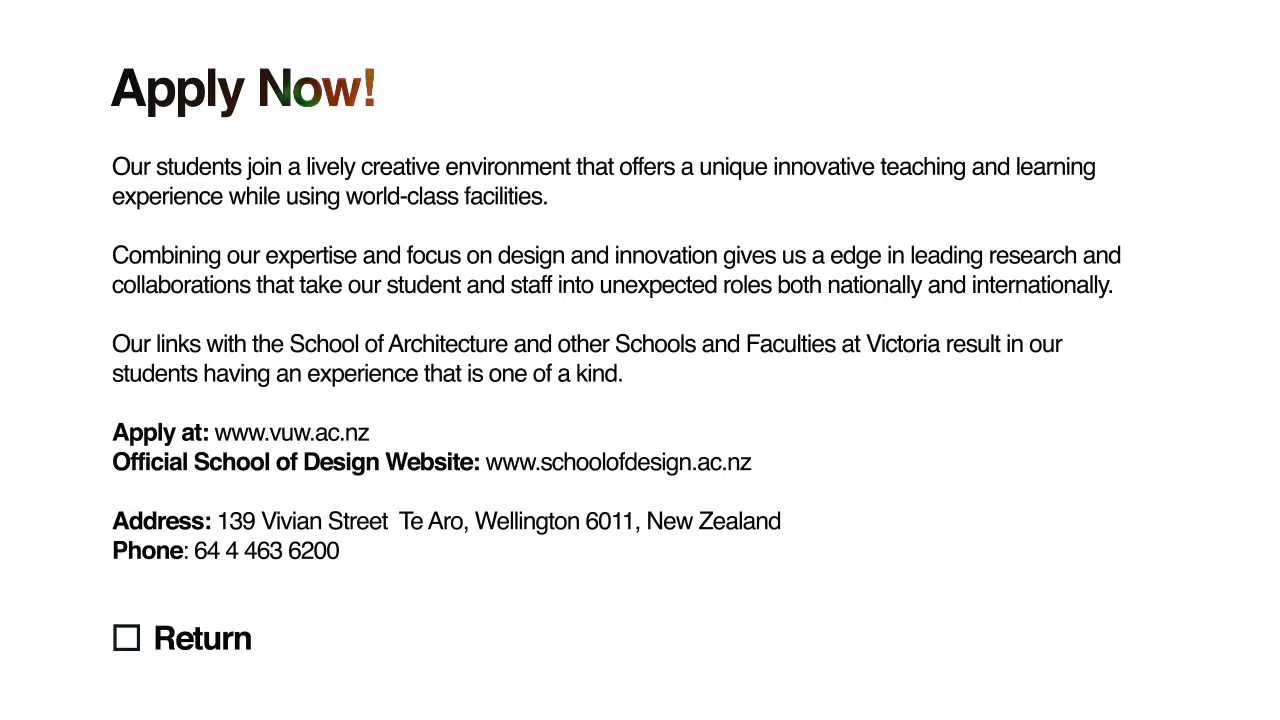 Apply Now!
Our students join a lively creative environment that offers a unique innovative teaching and learning
experience while using world-class facilities.
Combining our expertise and focus on design and innovation gives us a edge in leading research and
collaborations that take our student and staff into unexpected roles both nationally and internationally.
Our links with the School of Architecture and other Schools and Faculties at Victoria result in our
students having an experience that is one of a kind.
Apply at: www.vuw.ac.nz
Official School of Design Website: www.schoolofdesign.ac.nz
Address: 139 Vivian Street  Te Aro, Wellington 6011, New Zealand
Phone: 64 4 463 6200
Return